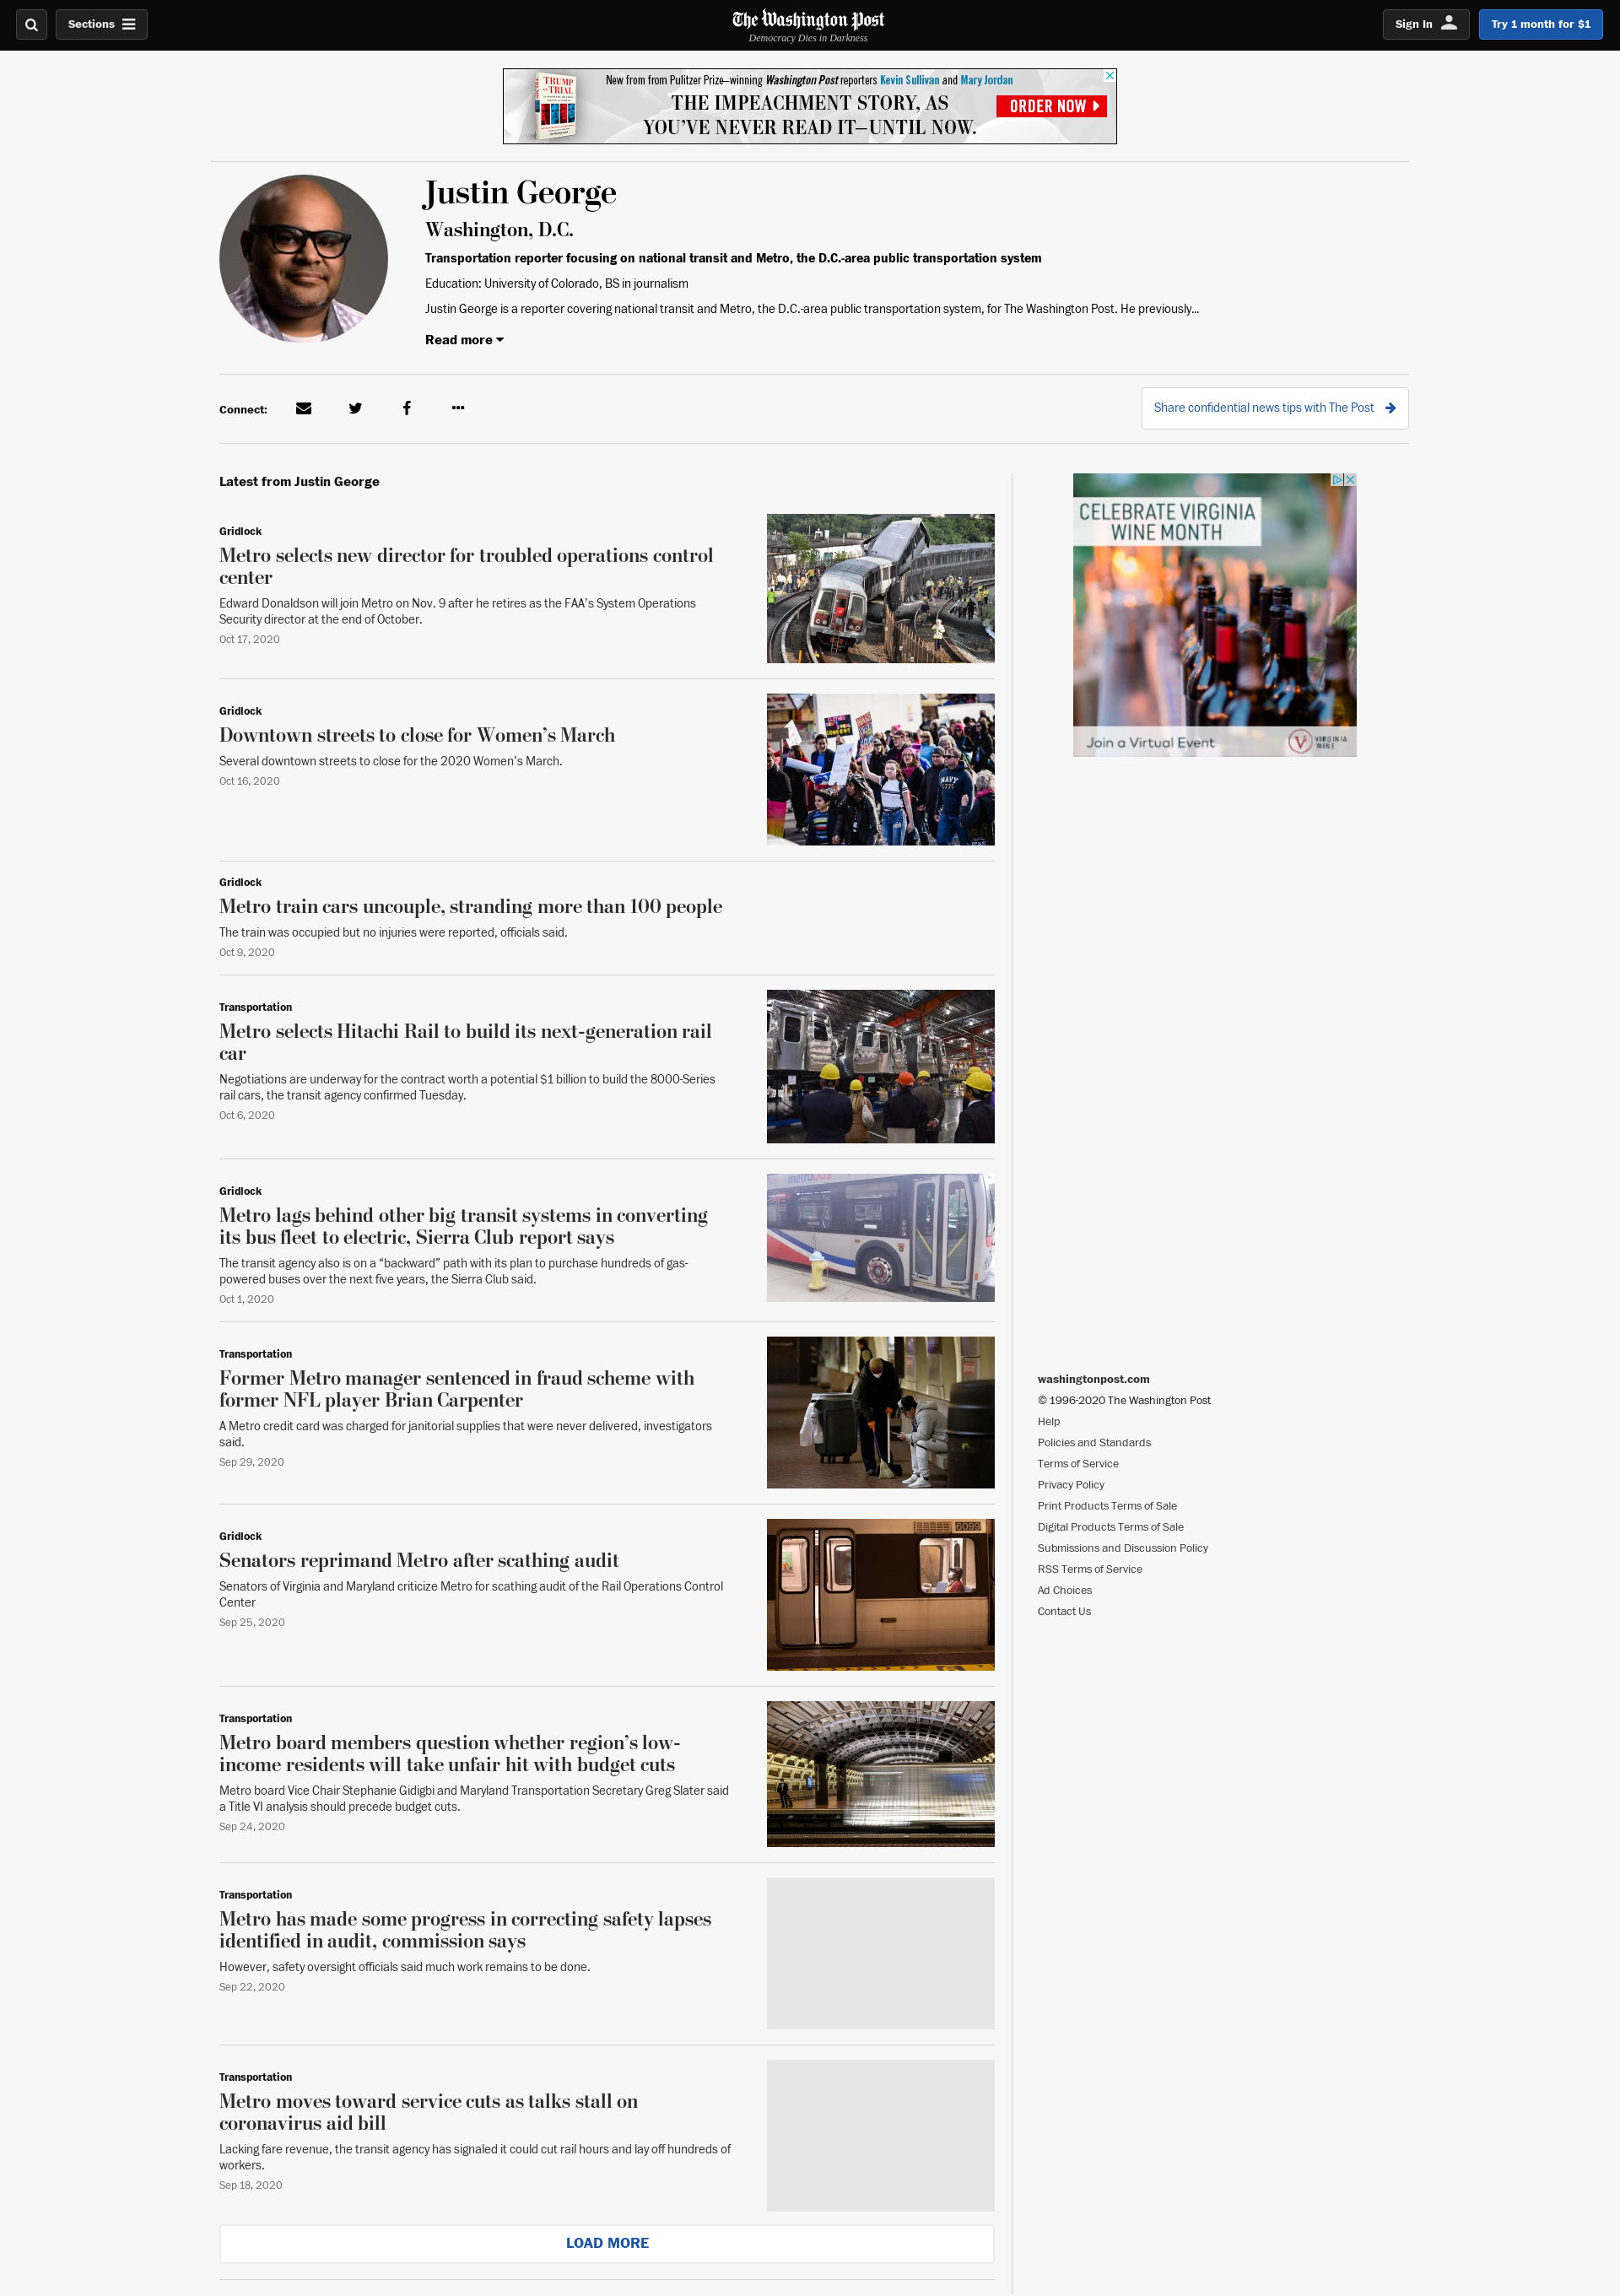 Sections
The Washington Post
Democracy Dies in Darkness
Sign In
Try 1 month for $1
New from from Pulitzer Prize–winning Washington Post reporters Kevin Sullivan and Mary Jordan
TRUMP ON TRIAL
THE IMPEACHMENT STORY, AS
YOU'VE NEVER READ IT—UNTIL NOW.
ORDER NOW
Justin George
Washington, D.C.
Transportation reporter focusing on national transit and Metro, the D.C.-area public transportation system
Education: University of Colorado, BS in journalism
Justin George is a reporter covering national transit and Metro, the D.C.-area public transportation system, for The Washington Post. He previously...
Read more
Connect:
Share confidential news tips with The Post
Latest from Justin George
Gridlock
Metro selects new director for troubled operations control
center
Edward Donaldson will join Metro on Nov. 9 after he retires as the FAA's System Operations
Security director at the end of October.
Oct 17, 2020
Gridlock
Downtown streets to close for Women's March
Several downtown streets to close for the 2020 Women's March.
Oct 16, 2020
NAVY
Gridlock
Metro train cars uncouple, stranding more than 100 people
The train was occupied but no injuries were reported, officials said.
Oct 9, 2020
Transportation
Metro selects Hitachi Rail to build its next-generation rail
car
Negotiations are underway for the contract worth a potential $1 billion to build the 8000-Series
rail cars, the transit agency confirmed Tuesday.
Oct 6, 2020
Gridlock
Metro lags behind other big transit systems in converting
its bus fleet to electric, Sierra Club report says
The transit agency also is on a “backward” path with its plan to purchase hundreds of gas-
powered buses over the next five years, the Sierra Club said.
Oct 1, 2020
metrobus
Transportation
Former Metro manager sentenced in fraud scheme with
former NFL player Brian Carpenter
A Metro credit card was charged for janitorial supplies that were never delivered, investigators
said.
Sep 29, 2020
Gridlock
Senators reprimand Metro after scathing audit
Senators of Virginia and Maryland criticize Metro for scathing audit of the Rail Operations Control
Center
Sep 25, 2020
6099
Transportation
Metro board members question whether region's low-
income residents will take unfair hit with budget cuts
Metro board Vice Chair Stephanie Gidigbi and Maryland Transportation Secretary Greg Slater said
a Title VI analysis should precede budget cuts.
Sep 24, 2020
Transportation
Metro has made some progress in correcting safety lapses
identified in audit, commission says
However, safety oversight officials said much work remains to be done.
Sep 22, 2020
Transportation
Metro moves toward service cuts as talks stall on
coronavirus aid bill
Lacking fare revenue, the transit agency has signaled it could cut rail hours and lay off hundreds of
workers.
Sep 18, 2020
LOAD MORE
CELEBRATE VIRGINIA
WINE MONTH
Join a Virtual Event
VIRGINIA
WINE
washingtonpost.com
© 1996-2020 The Washington Post
Help
Policies and Standards
Terms of Service
Privacy Policy
Print Products Terms of Sale
Digital Products Terms of Sale
Submissions and Discussion Policy
RSS Terms of Service
Ad Choices
Contact Us